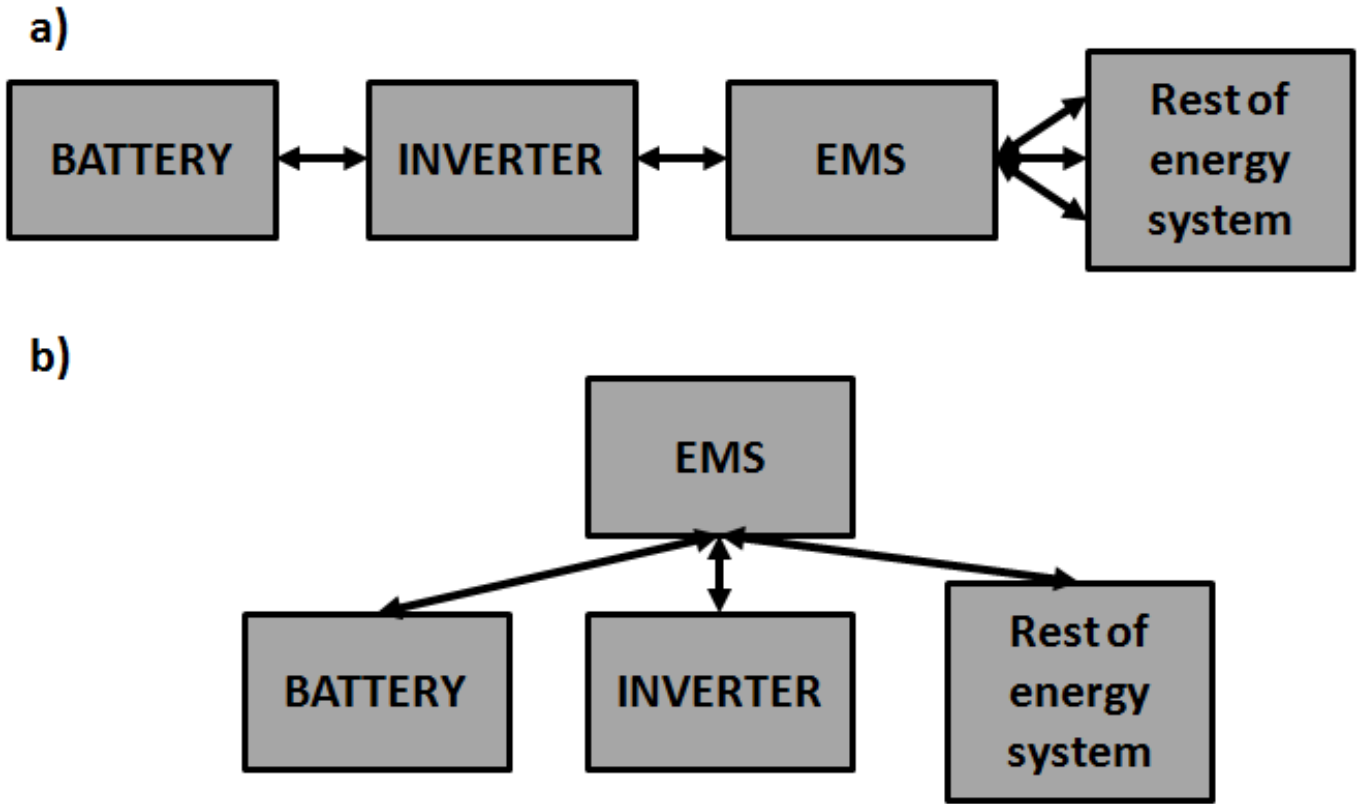 a)
BATTERY
INVERTER
EMS
Rest of
energy
system
b)
EMS
BATTERY
INVERTER
Rest of
energy
system